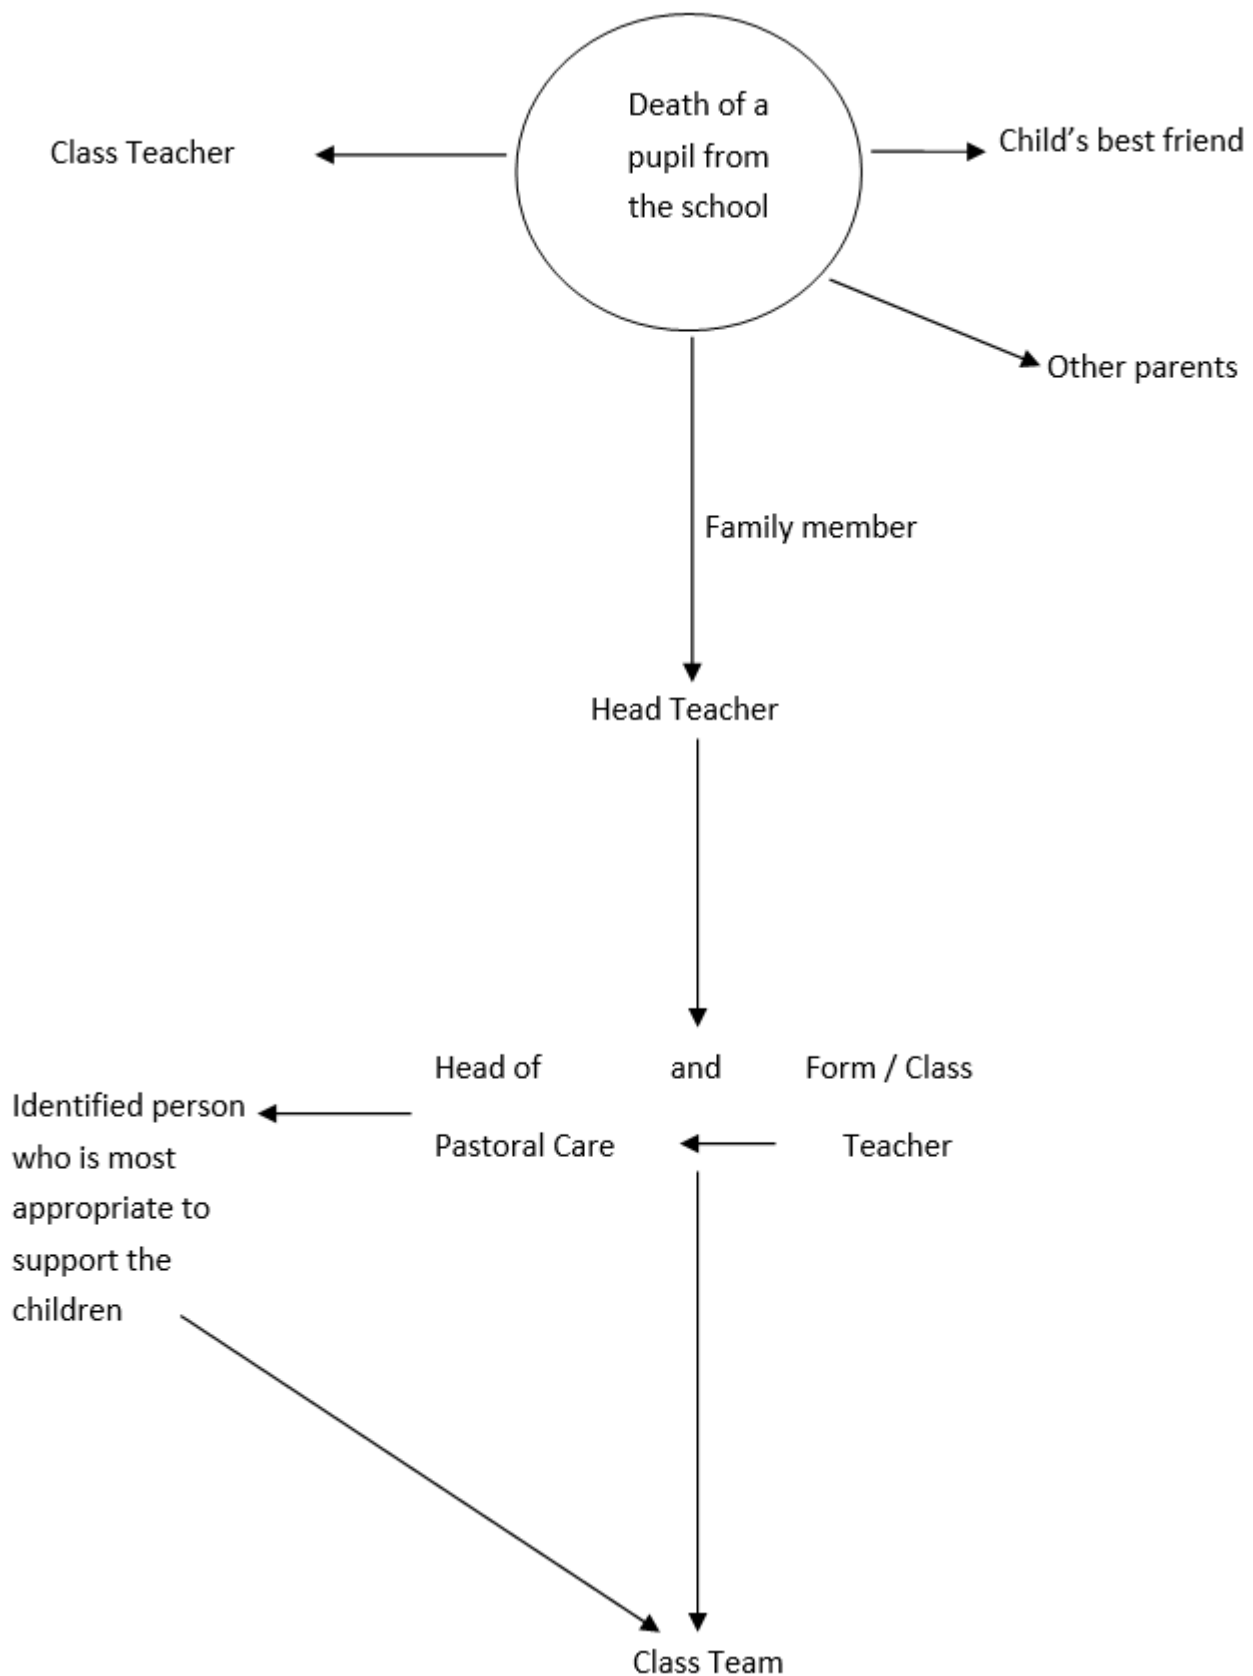 Death of a
pupil from
the school
Class Teacher
Child’s best friend
Other parents
Family member
Head Teacher
Head of and Form / Class
Pastoral Care Teacher
Identified person
who is most
appropriate to
support the
children
Class Team